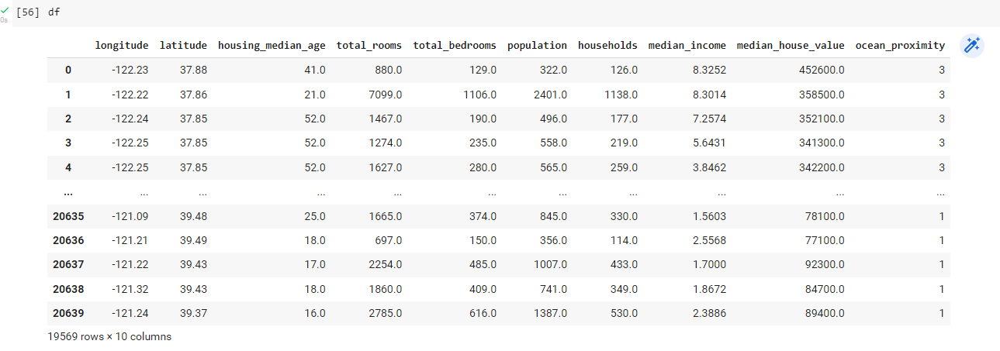 [56] df
0s
longitude latitude housing_median_age total_rooms total_bedrooms population households median_income median_house_value ocean_proximity
0 -122.23 37.88 41.0 880.0 129.0 322.0 126.0 8.3252 452600.0 3
1 -122.22 37.86 21.0 7099.0 1106.0 2401.0 1138.0 8.3014 358500.0 3
2 -122.24 37.85 52.0 1467.0 190.0 496.0 177.0 7.2574 352100.0 3
3 -122.25 37.85 52.0 1274.0 235.0 558.0 219.0 5.6431 341300.0 3
4 -122.25 37.85 52.0 1627.0 280.0 565.0 259.0 3.8462 342200.0 3
... ... ... ... ... ... ... ... ... ... ...
20635 -121.09 39.48 25.0 1665.0 374.0 845.0 330.0 1.5603 78100.0 1
20636 -121.21 39.49 18.0 697.0 150.0 356.0 114.0 2.5568 77100.0 1
20637 -121.22 39.43 17.0 2254.0 485.0 1007.0 433.0 1.7000 92300.0 1
20638 -121.32 39.43 18.0 1860.0 409.0 741.0 349.0 1.8672 84700.0 1
20639 -121.24 39.37 16.0 2785.0 616.0 1387.0 530.0 2.3886 89400.0 1
19569 rows × 10 columns